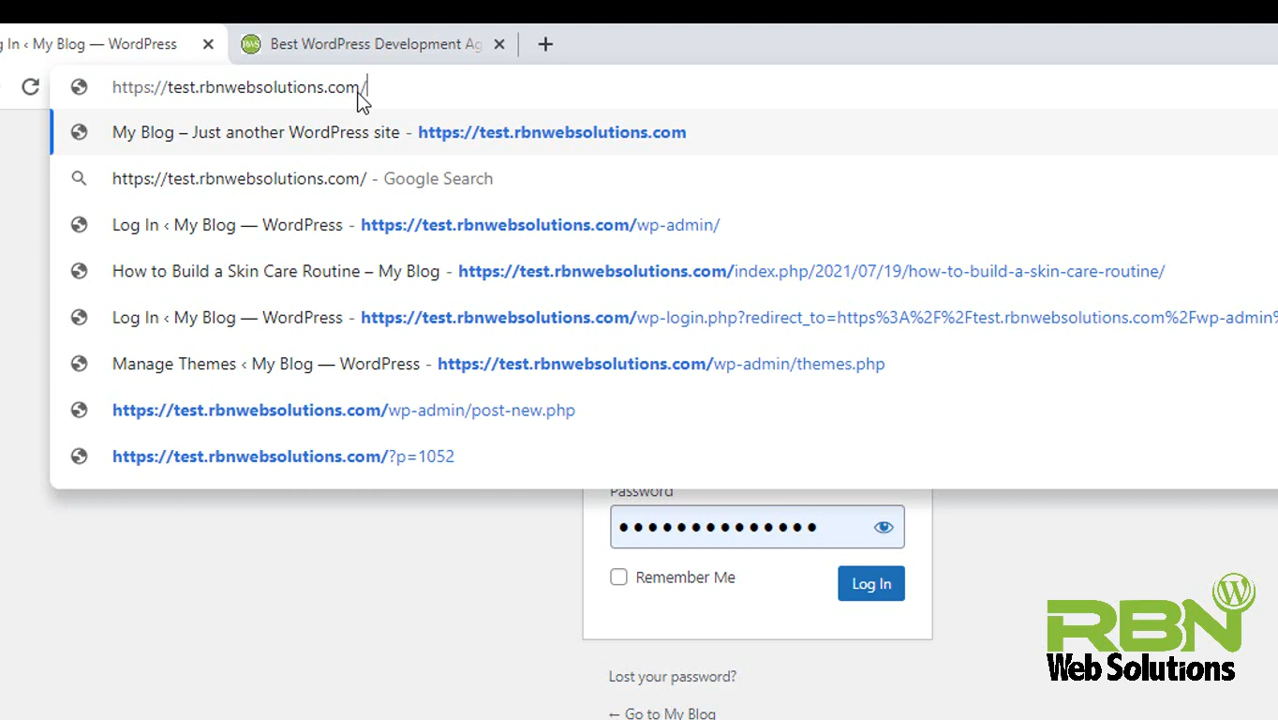 g In ‹ My Blog — WordPress
Best WordPress Development Ag
https://test.rbnwebsolutions.com/
My Blog – Just another WordPress site - https://test.rbnwebsolutions.com
https://test.rbnwebsolutions.com/ - Google Search
Log In ‹ My Blog — WordPress - https://test.rbnwebsolutions.com/wp-admin/
How to Build a Skin Care Routine – My Blog - https://test.rbnwebsolutions.com/index.php/2021/07/19/how-to-build-a-skin-care-routine/
Log In ‹ My Blog — WordPress - https://test.rbnwebsolutions.com/wp-login.php?redirect_to=https%3A%2F%2Ftest.rbnwebsolutions.com%2Fwp-admin%
Manage Themes ‹ My Blog — WordPress - https://test.rbnwebsolutions.com/wp-admin/themes.php
https://test.rbnwebsolutions.com/wp-admin/post-new.php
https://test.rbnwebsolutions.com/?p=1052
Password
Remember Me
Log In
Lost your password?
← Go to My Blog
RBN
W
Web Solutions